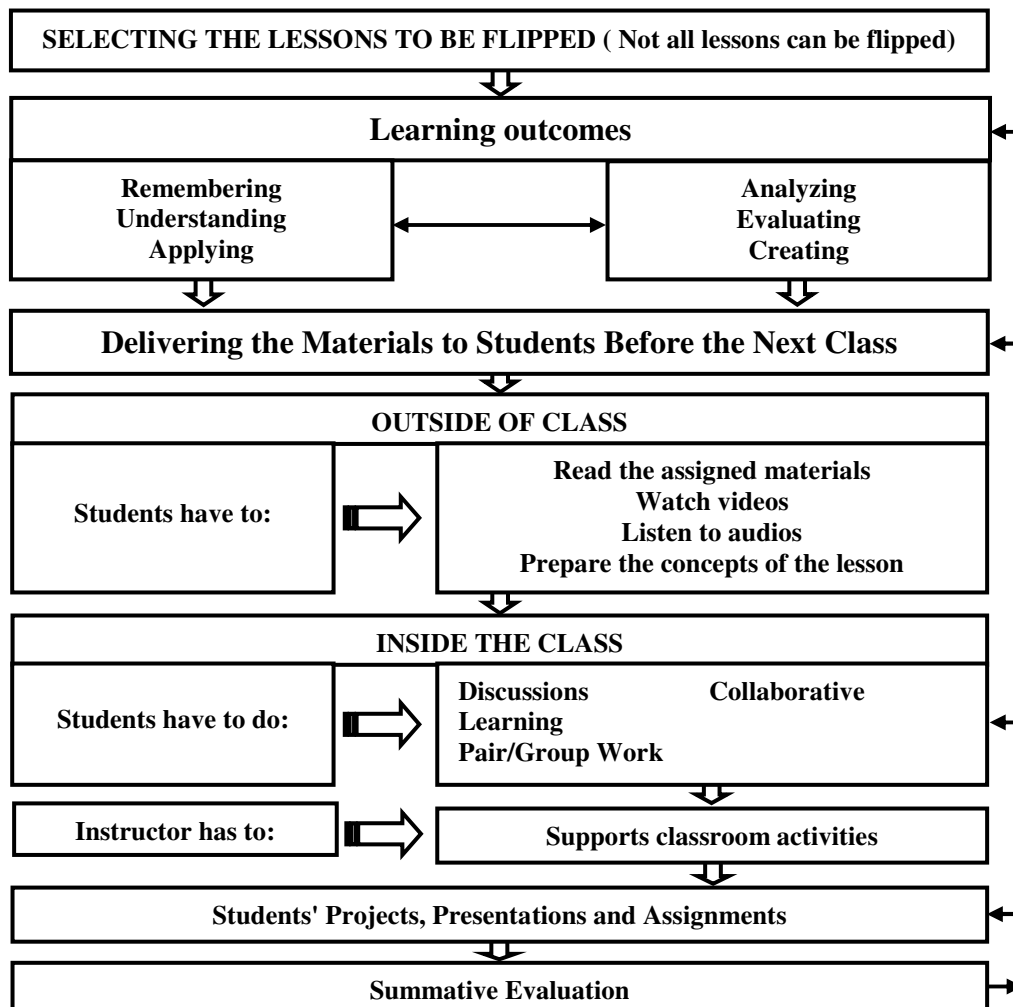 SELECTING THE LESSONS TO BE FLIPPED ( Not all lessons can be flipped)
Learning outcomes
Remembering
Understanding
Applying
Analyzing
Evaluating
Creating
Delivering the Materials to Students Before the Next Class
OUTSIDE OF CLASS
Students have to:
Read the assigned materials
Watch videos
Listen to audios
Prepare the concepts of the lesson
INSIDE THE CLASS
Students have to do:
Discussions Collaborative
Learning
Pair/Group Work
Instructor has to:
Supports classroom activities
Students' Projects, Presentations and Assignments
Summative Evaluation